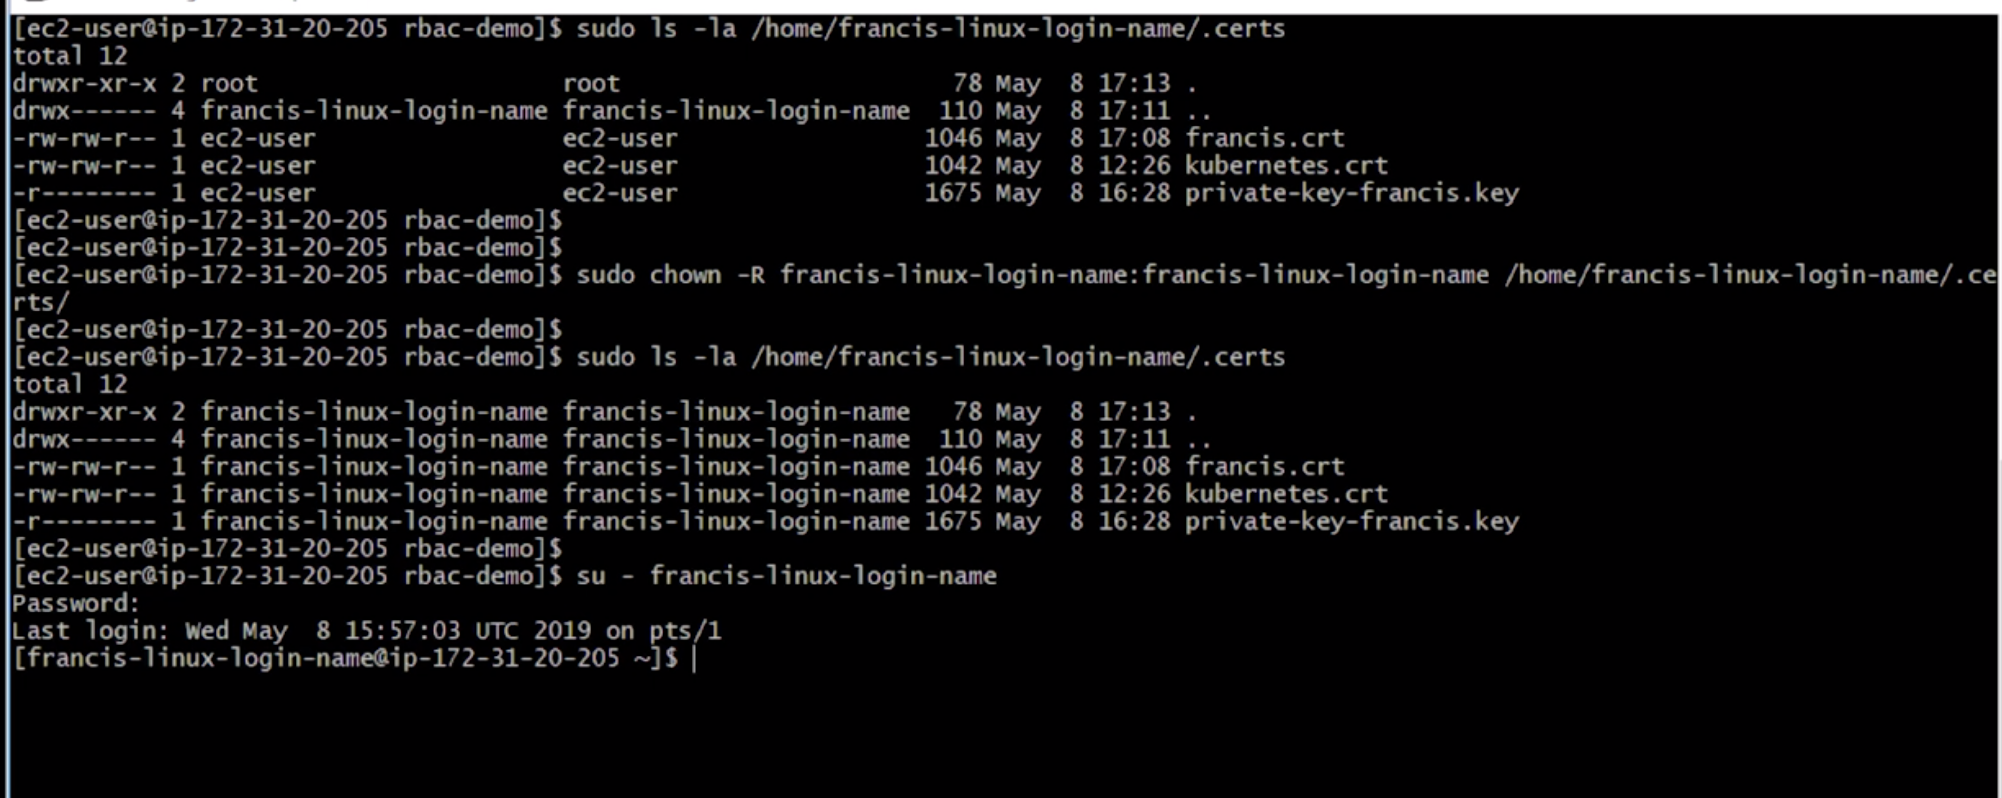 [ec2-user@ip-172-31-20-205 rbac-demo]$ sudo ls -la /home/francis-linux-login-name/.certs
total 12
drwxr-xr-x 2 root                     root                       78 May  8 17:13 .
drwx------ 4 francis-linux-login-name francis-linux-login-name  110 May  8 17:11 ..
-rw-rw-r-- 1 ec2-user                 ec2-user                 1046 May  8 17:08 francis.crt
-rw-rw-r-- 1 ec2-user                 ec2-user                 1042 May  8 12:26 kubernetes.crt
-r-------- 1 ec2-user                 ec2-user                 1675 May  8 16:28 private-key-francis.key
[ec2-user@ip-172-31-20-205 rbac-demo]$
[ec2-user@ip-172-31-20-205 rbac-demo]$
[ec2-user@ip-172-31-20-205 rbac-demo]$ sudo chown -R francis-linux-login-name:francis-linux-login-name /home/francis-linux-login-name/.ce
rts/
[ec2-user@ip-172-31-20-205 rbac-demo]$
[ec2-user@ip-172-31-20-205 rbac-demo]$ sudo ls -la /home/francis-linux-login-name/.certs
total 12
drwxr-xr-x 2 francis-linux-login-name francis-linux-login-name   78 May  8 17:13 .
drwx------ 4 francis-linux-login-name francis-linux-login-name  110 May  8 17:11 ..
-rw-rw-r-- 1 francis-linux-login-name francis-linux-login-name 1046 May  8 17:08 francis.crt
-rw-rw-r-- 1 francis-linux-login-name francis-linux-login-name 1042 May  8 12:26 kubernetes.crt
-r-------- 1 francis-linux-login-name francis-linux-login-name 1675 May  8 16:28 private-key-francis.key
[ec2-user@ip-172-31-20-205 rbac-demo]$
[ec2-user@ip-172-31-20-205 rbac-demo]$ su - francis-linux-login-name
Password:
Last login: Wed May  8 15:57:03 UTC 2019 on pts/1
[francis-linux-login-name@ip-172-31-20-205 ~]$